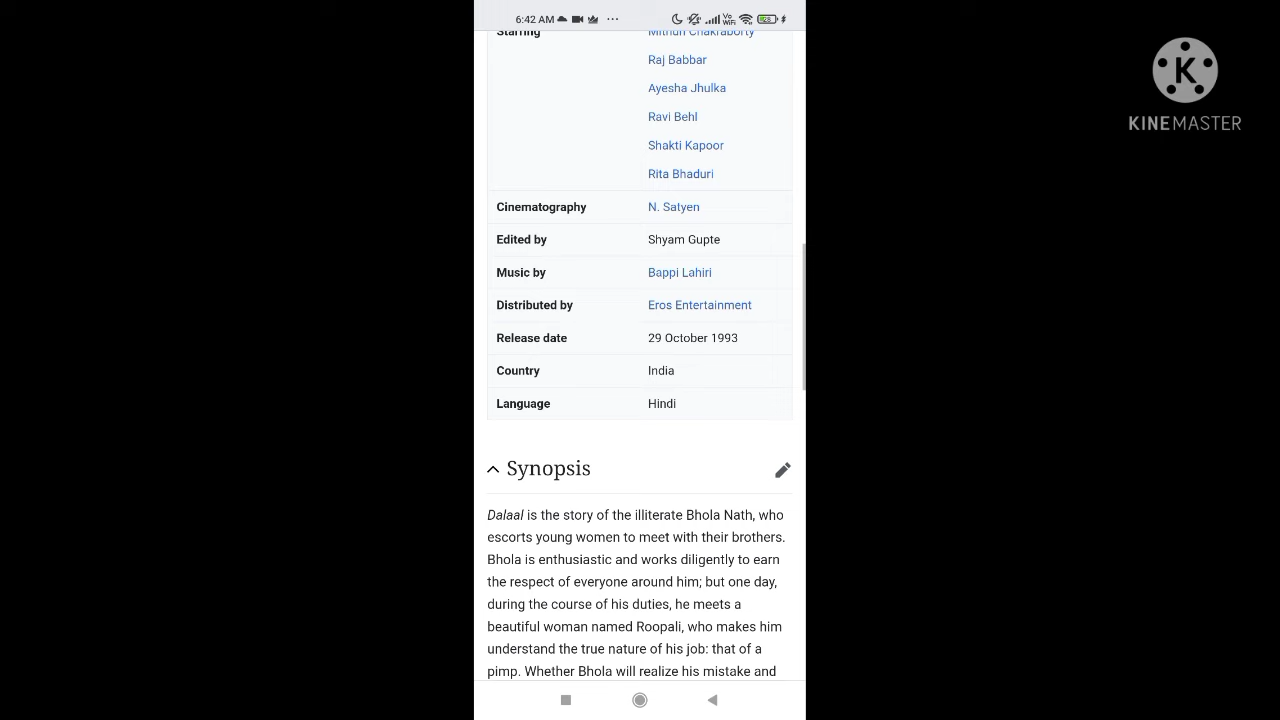 6:42 AM
Starring Mithun Chakraborty
Raj Babbar
Ayesha Jhulka
Ravi Behl
Shakti Kapoor
Rita Bhaduri
Cinematography N. Satyen
Edited by Shyam Gupte
Music by Bappi Lahiri
Distributed by Eros Entertainment
Release date 29 October 1993
Country India
Language Hindi
Synopsis
Dalaal is the story of the illiterate Bhola Nath, who
escorts young women to meet with their brothers.
Bhola is enthusiastic and works diligently to earn
the respect of everyone around him; but one day,
during the course of his duties, he meets a
beautiful woman named Roopali, who makes him
understand the true nature of his job: that of a
pimp. Whether Bhola will realize his mistake and
K
KINEMASTER